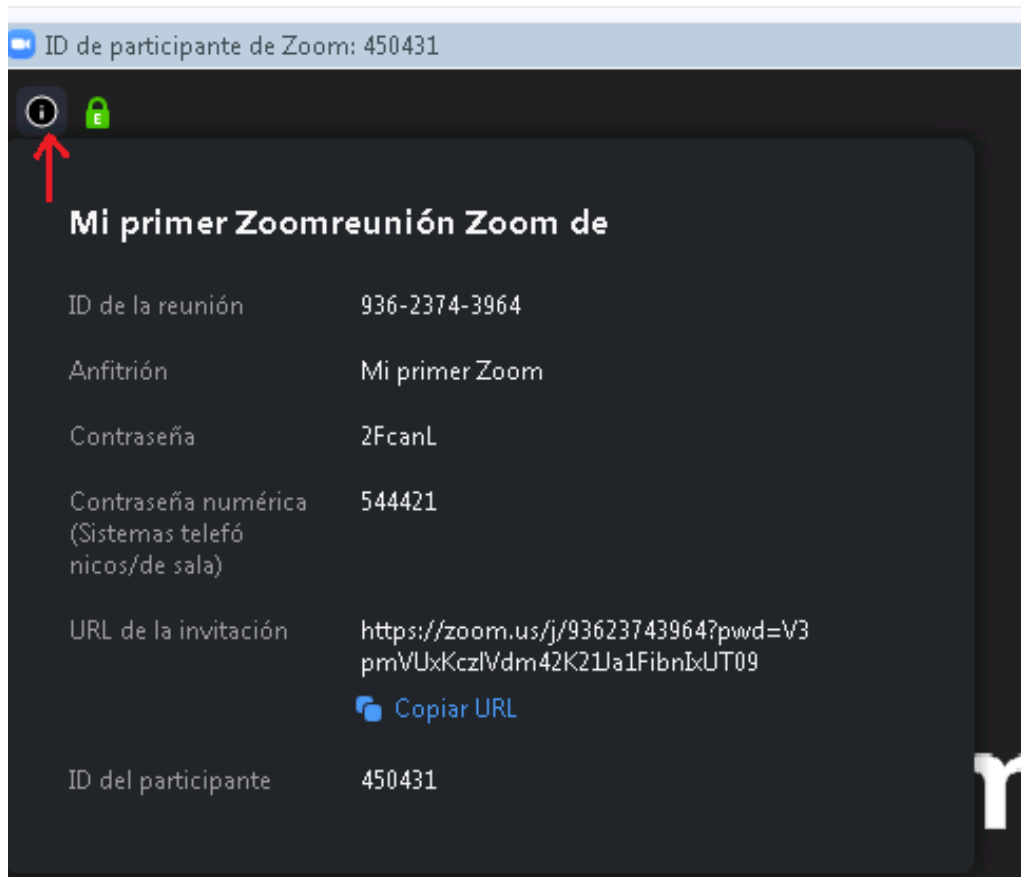 ID de participante de Zoom: 450431
E
Mi primer Zoomreunión Zoom de
ID de la reunión 936-2374-3964
Anfitrión Mi primer Zoom
Contraseña 2FcanL
Contraseña numérica 544421
(Sistemas telefó
nicos/de sala)
URL de la invitación https://zoom.us/j/93623743964?pwd=V3
pmVUxKczlVdm42K21Ja1FibnIxUT09
Copiar URL
ID del participante 450431